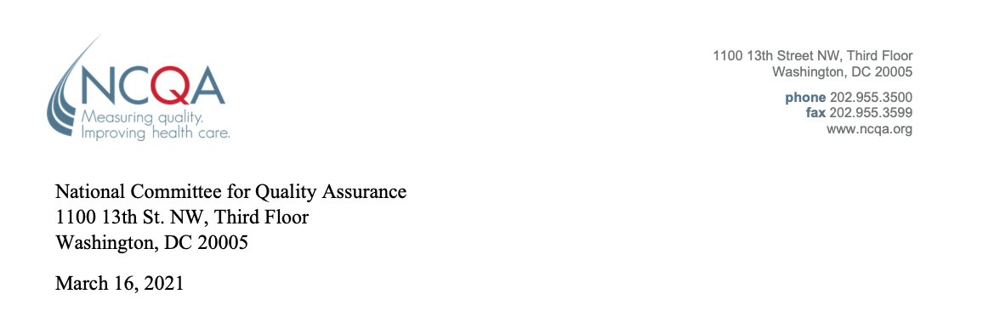 NCQA
Measuring quality.
Improving health care.
1100 13th Street NW, Third Floor
Washington, DC 20005
phone 202.955.3500
fax 202.955.3599
www.ncqa.org
National Committee for Quality Assurance
1100 13th St. NW, Third Floor
Washington, DC 20005
March 16, 2021